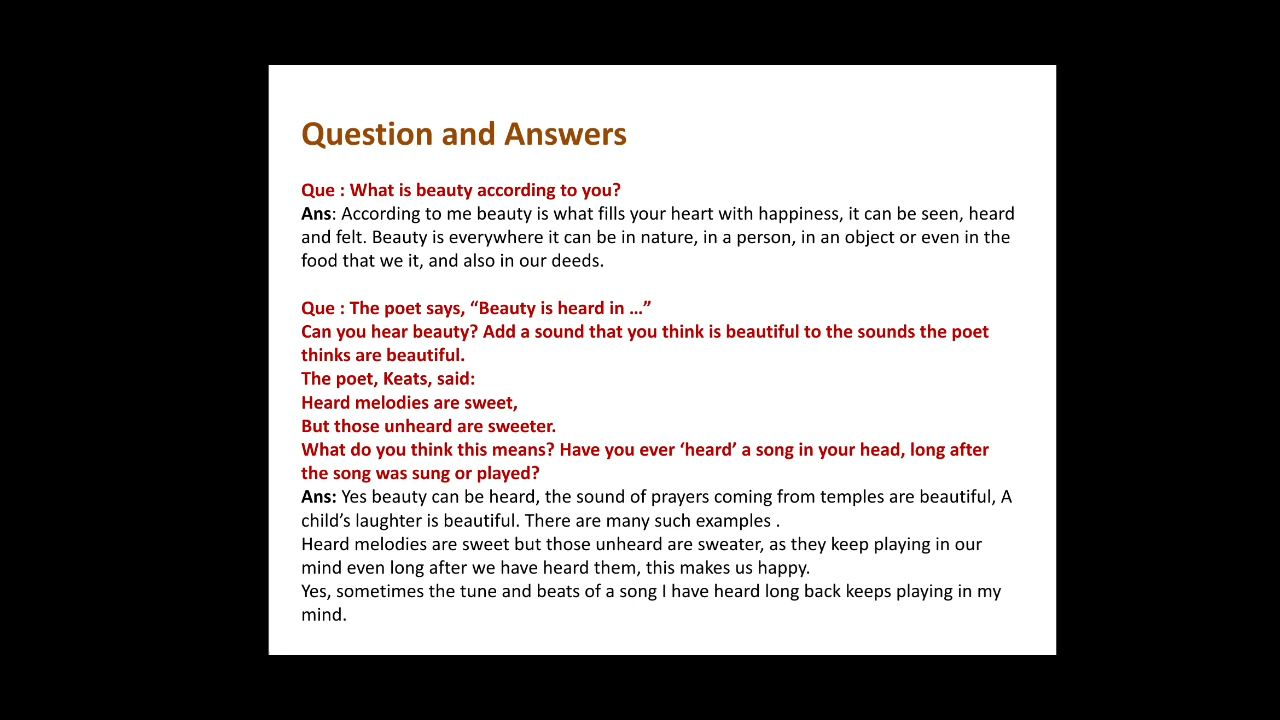 Question and Answers
Que : What is beauty according to you?
Ans: According to me beauty is what fills your heart with happiness, it can be seen, heard
and felt. Beauty is everywhere it can be in nature, in a person, in an object or even in the
food that we it, and also in our deeds.
Que : The poet says, “Beauty is heard in …”
Can you hear beauty? Add a sound that you think is beautiful to the sounds the poet
thinks are beautiful.
The poet, Keats, said:
Heard melodies are sweet,
But those unheard are sweeter.
What do you think this means? Have you ever ‘heard’ a song in your head, long after
the song was sung or played?
Ans: Yes beauty can be heard, the sound of prayers coming from temples are beautiful, A
child’s laughter is beautiful. There are many such examples .
Heard melodies are sweet but those unheard are sweater, as they keep playing in our
mind even long after we have heard them, this makes us happy.
Yes, sometimes the tune and beats of a song I have heard long back keeps playing in my
mind.